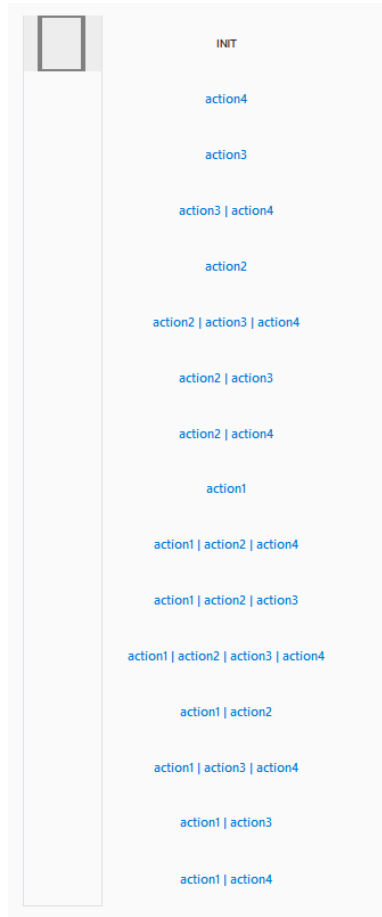 INIT
action4
action3
action3 | action4
action2
action2 | action3 | action4
action2 | action3
action2 | action4
action1
action1 | action2 | action4
action1 | action2 | action3
action1 | action2 | action3 | action4
action1 | action2
action1 | action3 | action4
action1 | action3
action1 | action4